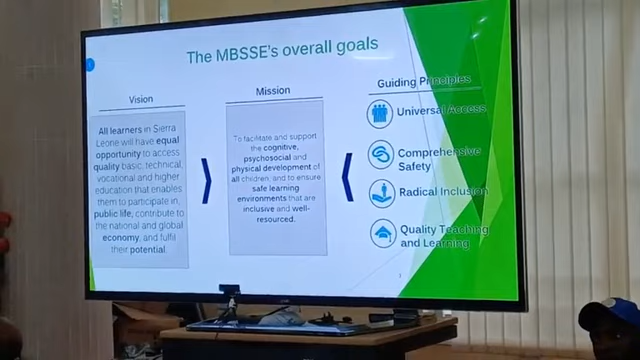 The MBSSE's overall goals
Vision
All learners in Sierra
Leone will have equal
opportunity to access
quality basic, technical,
vocational and higher
education that enables
them to participate in,
public life, contribute to
the national and global
economy, and fulfil
their potential.
Mission
To facilitate and support
the cognitive,
psychosocial and
physical development of
all children, and to ensure
safe learning
environments that are
inclusive and well-
resourced.
Guiding Principles
Universal Access
Comprehensive
Safety
Radical Inclusion
Quality Teaching
and Learning